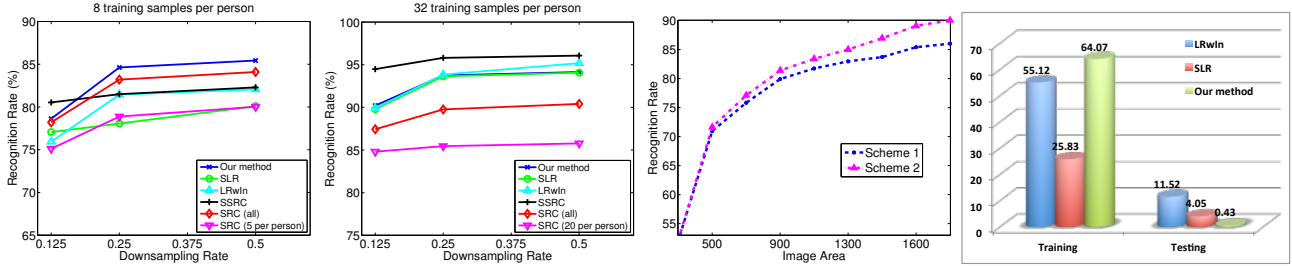 8 training samples per person
Recognition Rate (%)
90
85
80
75
70
65
0.125
0.25
0.375
0.5
Downsampling Rate
Our method
SLR
LRwIn
SSRC
SRC (all)
SRC (5 per person)
32 training samples per person
Recognition Rate (%)
100
95
90
85
80
75
0.125
0.25
0.375
0.5
Downsampling Rate
Our method
SLR
LRwIn
SSRC
SRC (all)
SRC (20 per person)
Recognition Rate
90
85
80
75
70
65
60
55
500
900
1300
1600
Image Area
Scheme 1
Scheme 2
70
60
50
40
30
20
10
0
55.12
25.83
64.07
11.52
4.05
0.43
Training
Testing
LRwIn
SLR
Our method